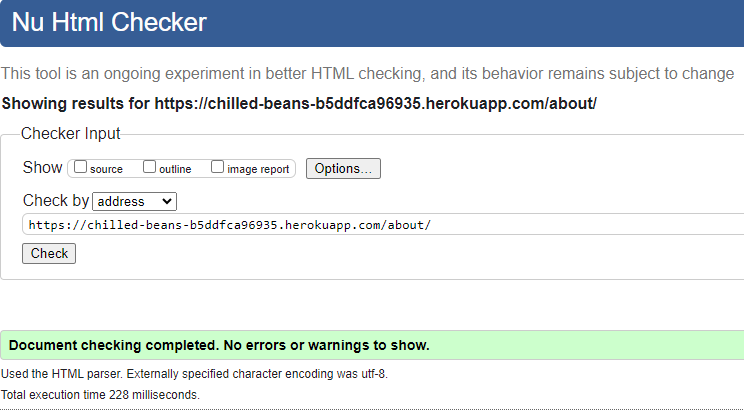 Nu Html Checker
This tool is an ongoing experiment in better HTML checking, and its behavior remains subject to change
Showing results for https://chilled-beans-b5ddfca96935.herokuapp.com/about/
Checker Input
Show source outline image report Options...
Check by address
https://chilled-beans-b5ddfca96935.herokuapp.com/about/
Check
Document checking completed. No errors or warnings to show.
Used the HTML parser. Externally specified character encoding was utf-8.
Total execution time 228 milliseconds.